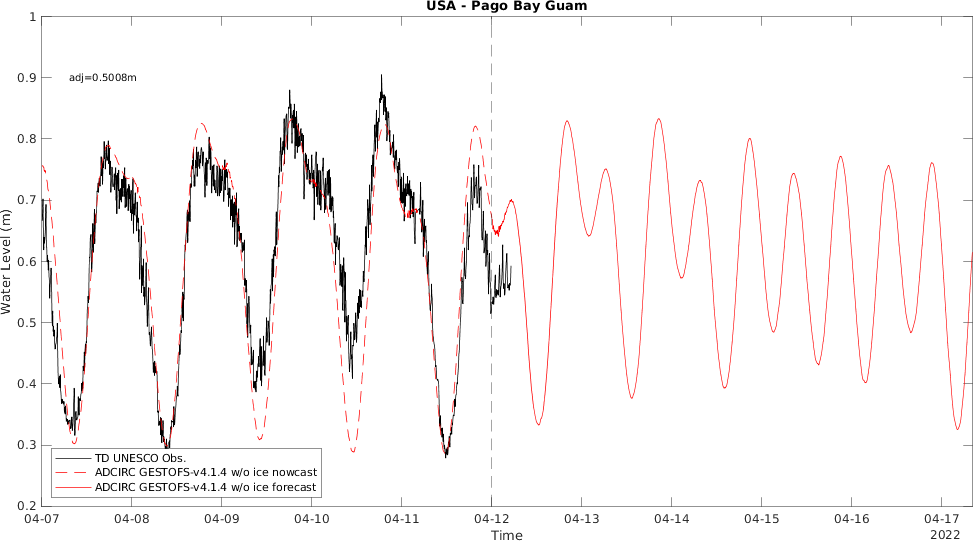 USA - Pago Bay Guam
1
0.9
adj=0.5008m
0.8
0.7
0.6
0.5
0.4
0.3
0.2
Water Level (m)
TD UNESCO Obs.
ADCIRC GESTOFS-v4.1.4 w/o ice nowcast
ADCIRC GESTOFS-v4.1.4 w/o ice forecast
04-07 04-08 04-09 04-10 04-11 04-12 04-13 04-14 04-15 04-16 04-17
Time
2022